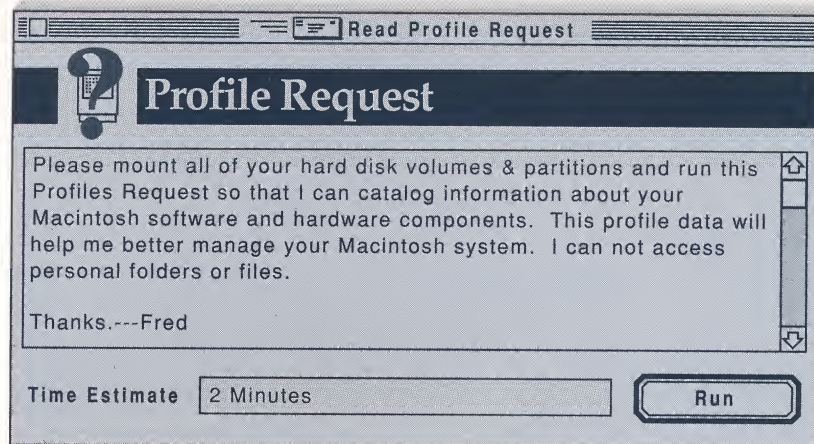 Read Profile Request
Profile Request
Please mount all of your hard disk volumes & partitions and run this
Profiles Request so that I can catalog information about your
Macintosh software and hardware components. This profile data will
help me better manage your Macintosh system. I can not access
personal folders or files.
Thanks.---Fred
Time Estimate 2 Minutes
Run